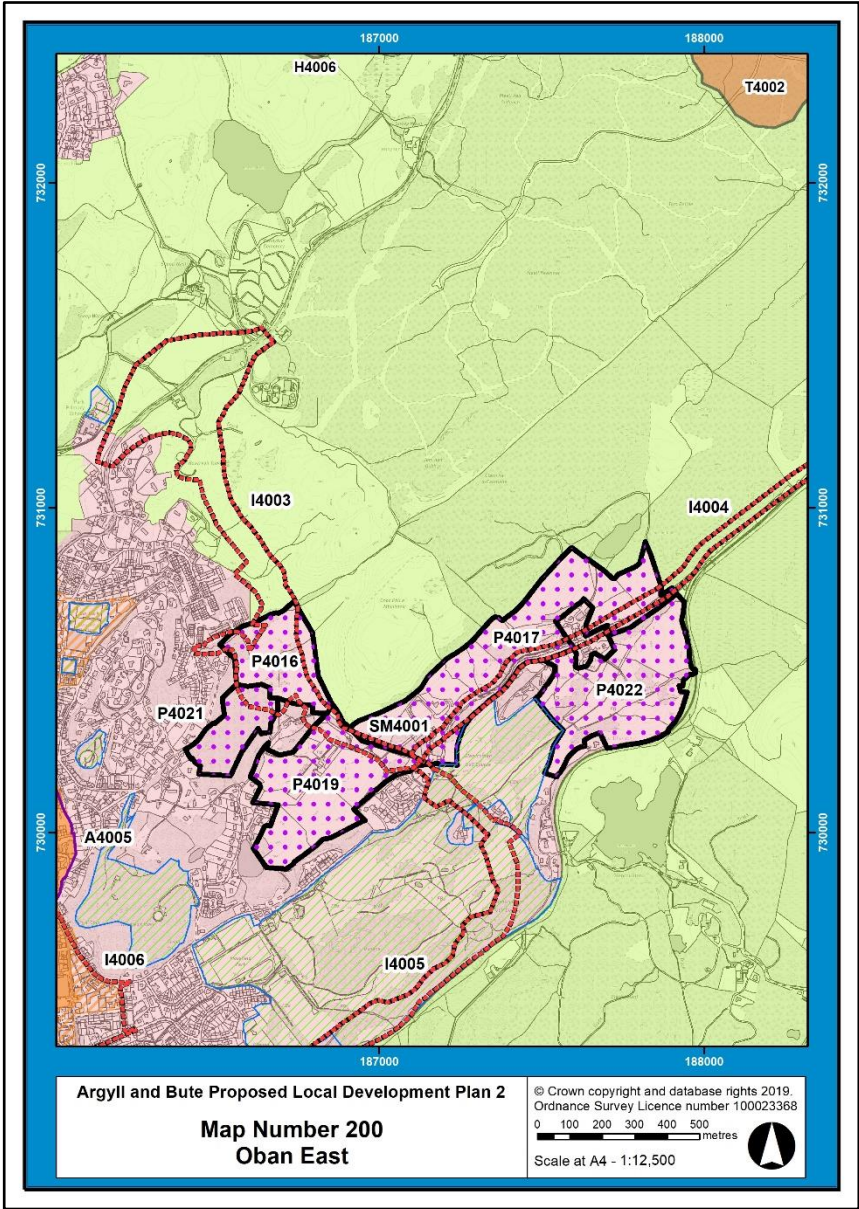 187000
188000
H4006
T4002
732000
732000
I4003
731000
731000
I4004
P4017
P4016
P4022
P4021
SM4001
P4019
730000
730000
A4005
I4006
I4005
187000
188000
Argyll and Bute Proposed Local Development Plan 2
Map Number 200
Oban East
© Crown copyright and database rights 2019.
Ordnance Survey Licence number 100023368
0 100 200 300 400 500
metres
Scale at A4 - 1:12,500